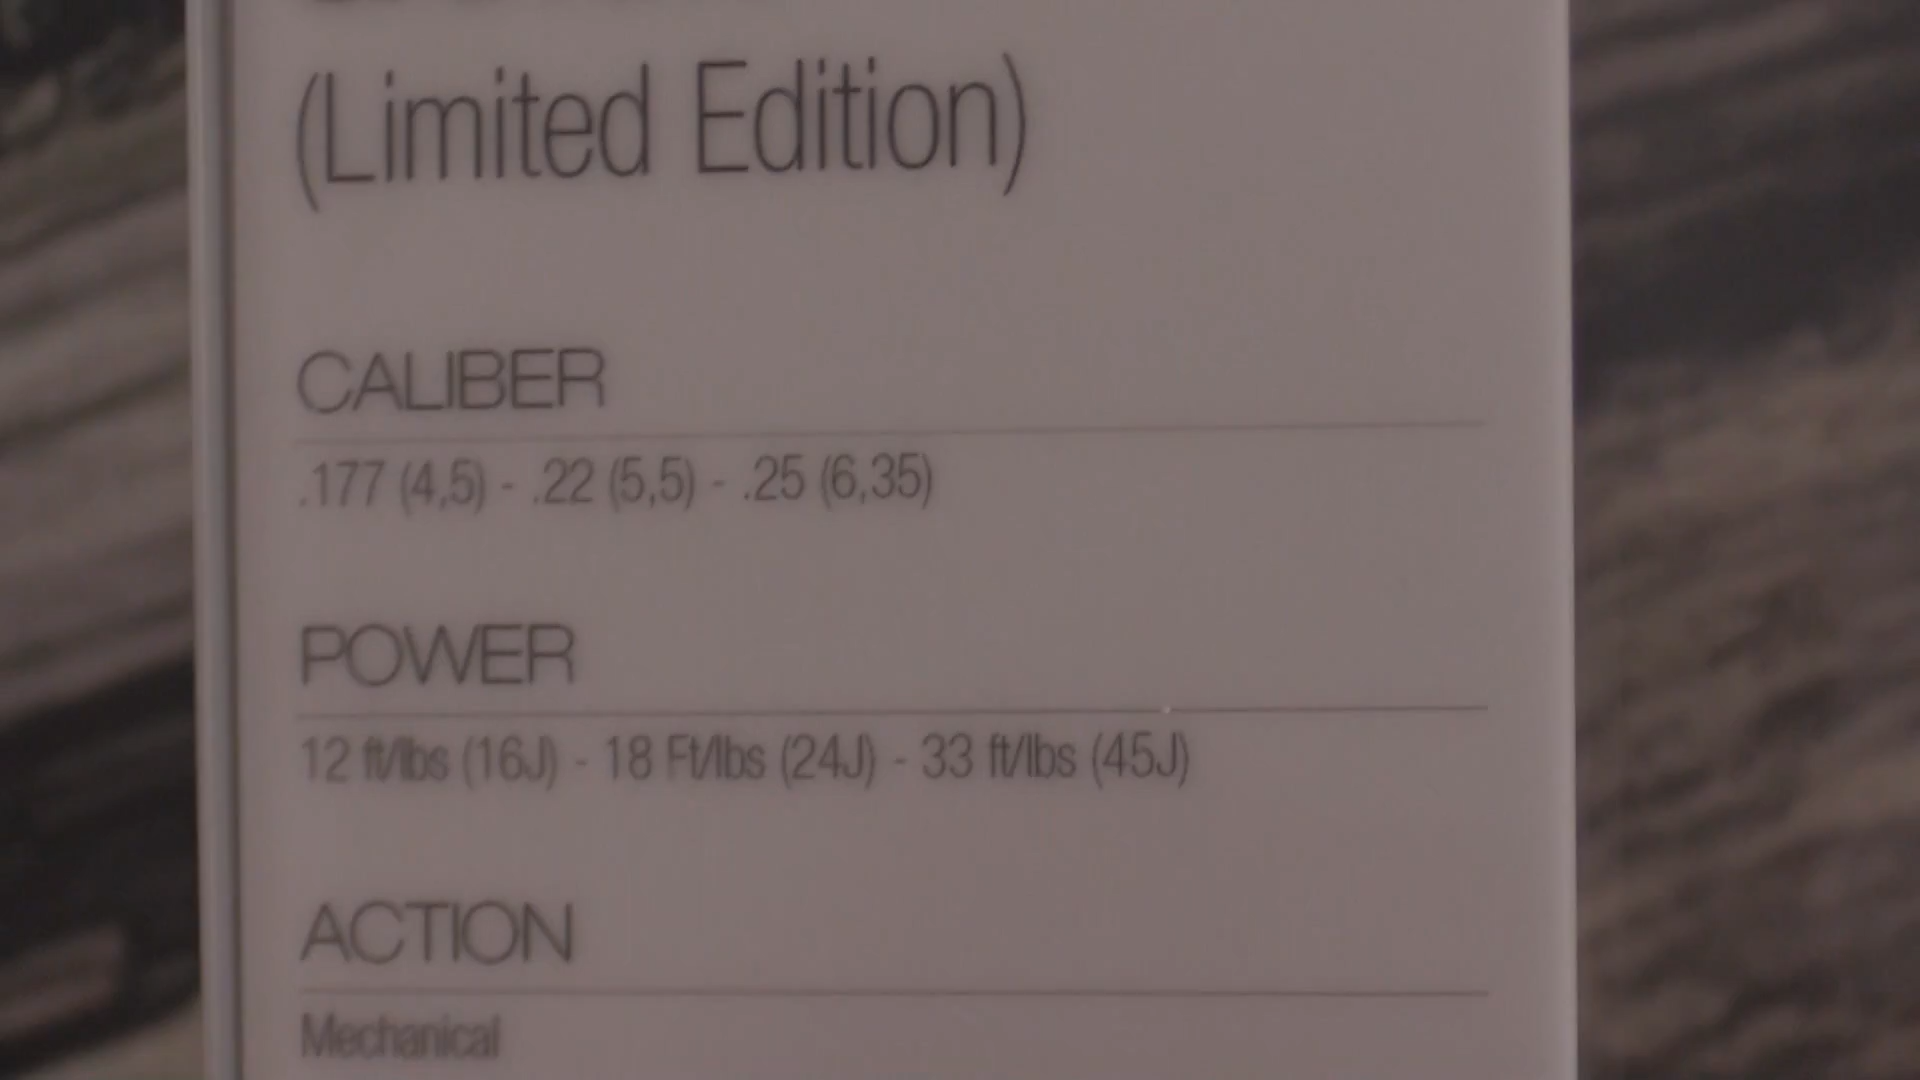 (Limited Edition)
CALIBER
.177 (4,5) - .22 (5,5) - .25 (6,35)
POWER
12 ft/lbs (16J) - 18 Ft/lbs (24J) - 33 ft/lbs (45J)
ACTION
Mechanical